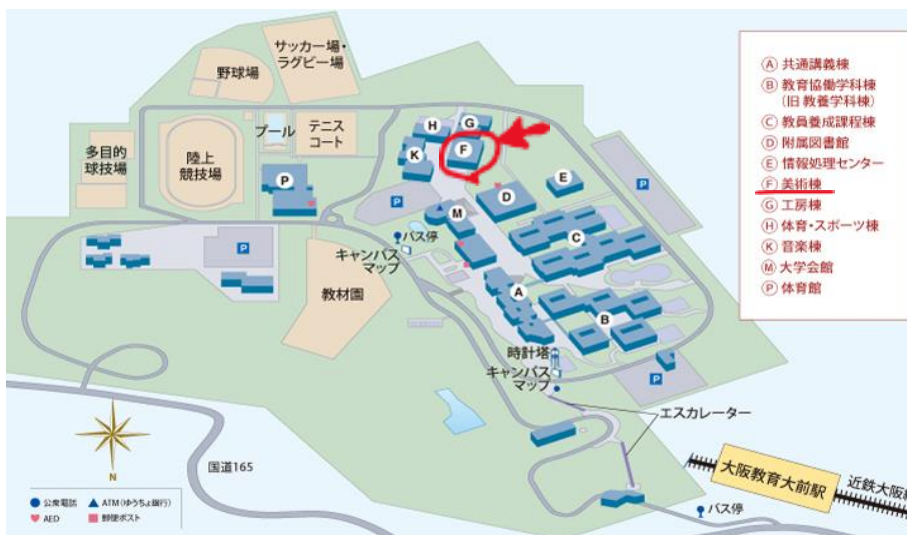 サッカー場・
ラグビー場
野球場
プール
テニス
コート
多目的
球技場
陸上
競技場
P
H
G
F
K
E
D
P
P
M
C
バス停
キャンパス
マップ
P
教材園
A
B
時計塔
キャンパス
マップ
P
エスカレーター
大阪教育大前駅
近鉄大阪
バス停
国道165
N
公衆電話
ATM(ゆうちょ銀行)
AED
郵便ポスト
A 共通講義棟
B 教育協働学科棟
(旧 教養学科棟)
C 教員養成課程棟
D 附属図書館
E 情報処理センター
F 美術棟
G 工房棟
H 体育・スポーツ棟
K 音楽棟
M 大学会館
P 体育館